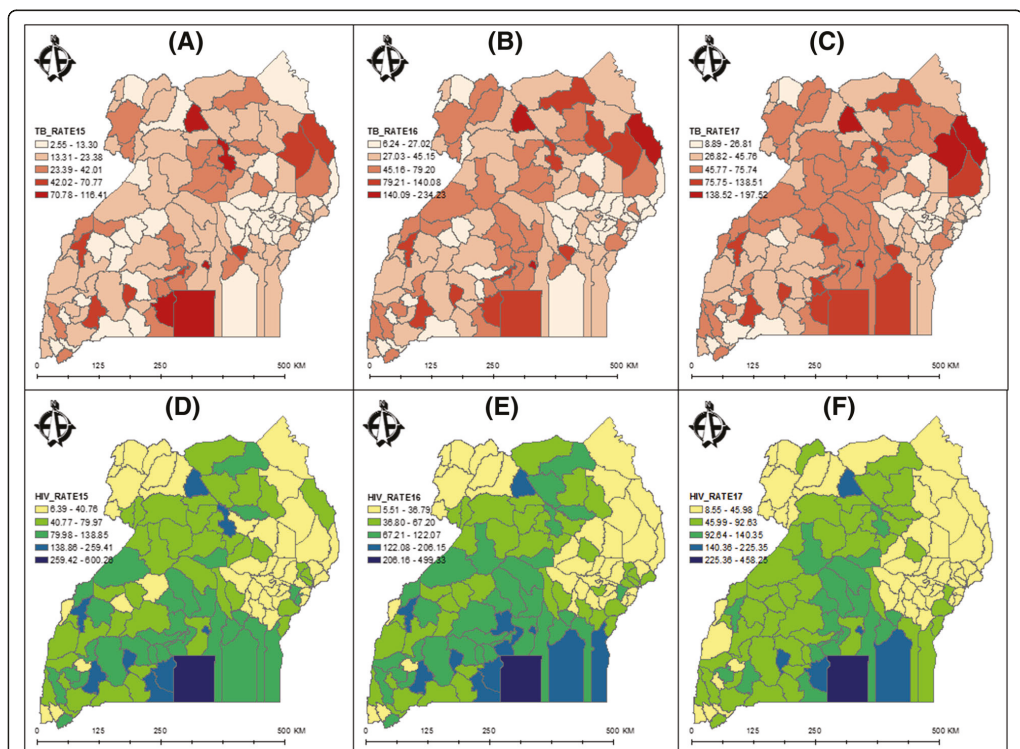 (A)
(B)
(C)
TB_RATE15
2.55 - 13.30
13.31 - 23.38
23.39 - 42.01
42.02 - 70.77
70.78 - 116.41
TB_RATE16
6.24 - 27.02
27.03 - 45.15
45.16 - 79.20
79.21 - 140.08
140.09 - 234.23
TB_RATE17
8.89 - 26.81
26.82 - 45.76
45.77 - 75.74
75.75 - 138.51
138.52 - 197.52
0 125 250 500 KM
0 125 250 500 KM
0 125 250 500 KM
(D)
(E)
(F)
HIV_RATE15
6.39 - 40.76
40.77 - 79.97
79.98 - 138.85
138.86 - 259.41
259.42 - 600.26
HIV_RATE16
5.51 - 36.79
36.80 - 67.20
67.21 - 122.07
122.08 - 206.15
206.16 - 499.83
HIV_RATE17
8.55 - 45.98
45.99 - 92.63
92.64 - 140.35
140.36 - 225.35
225.36 - 458.25
0 125 250 500 KM
0 125 250 500 KM
0 125 250 500 KM